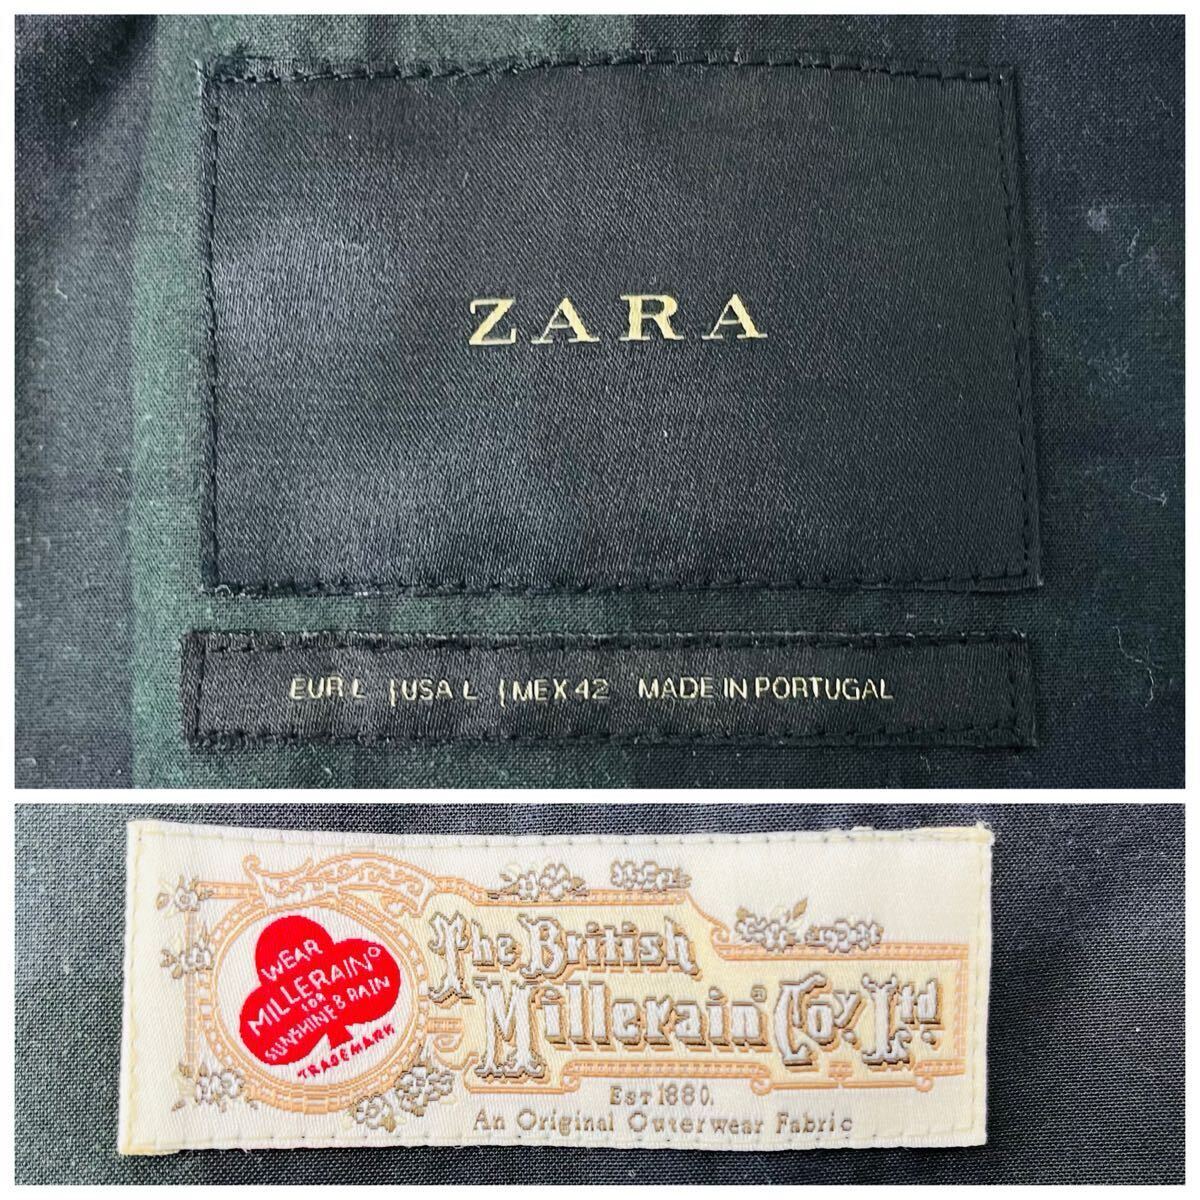 ZARA
EUR L | USA L | MEX 42 MADE IN PORTUGAL
WEAR
MILLERAIN®
FOR
SUNSHINE & RAIN
TRADEMARK
The British
Millerain® Coy. Ltd
EST 1880.
An Original Outerwear Fabric